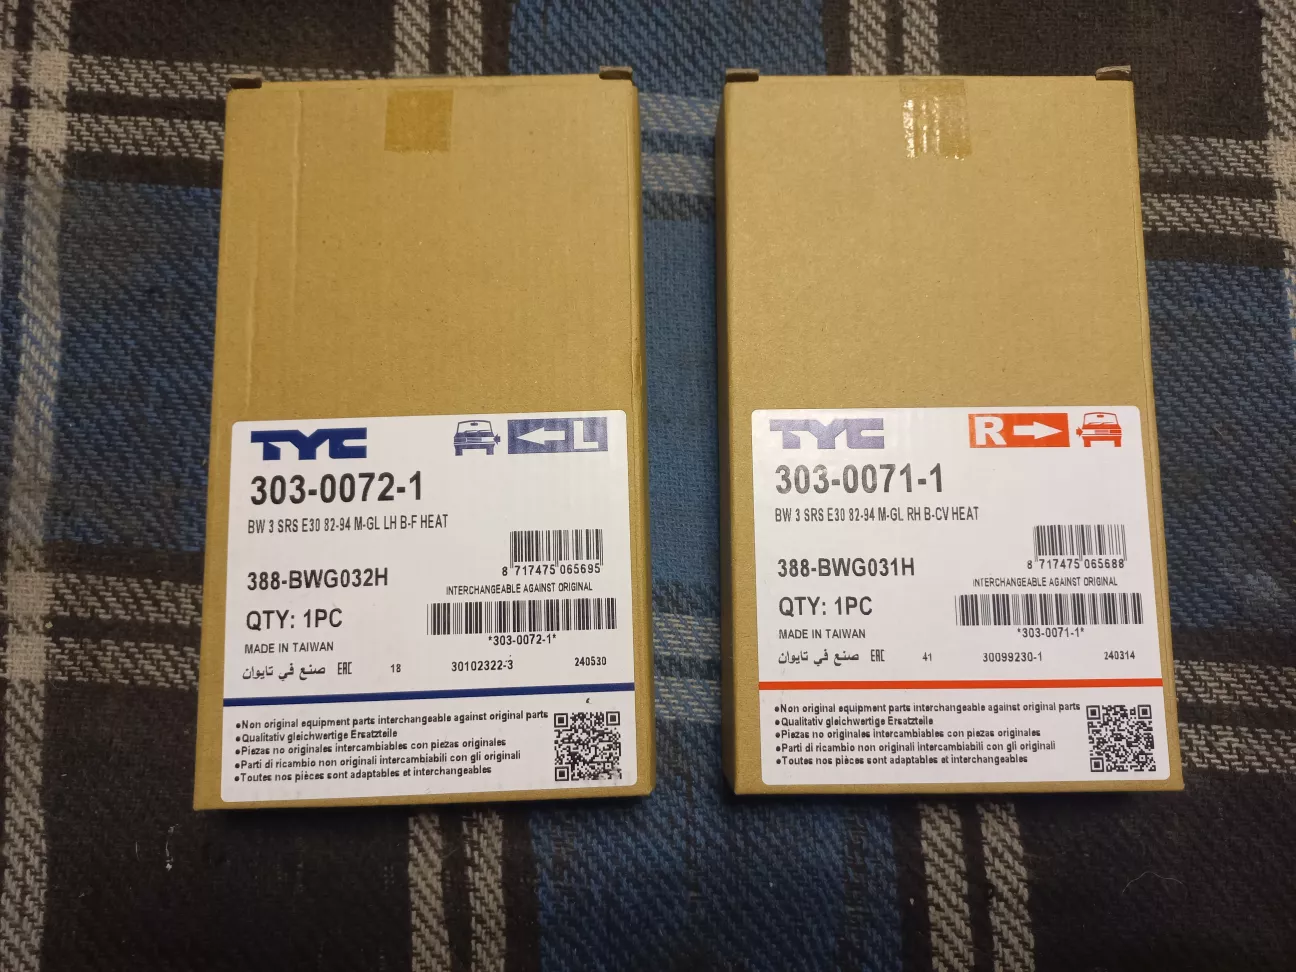 TYC
L
303-0072-1
BW 3 SRS E30 82-94 M-GL LH B-F HEAT
388-BWG032H
8 717475 065695
INTERCHANGEABLE AGAINST ORIGINAL
QTY: 1PC
*303-0072-1*
MADE IN TAIWAN
صنع في تايوان EAC 18 30102322-3 240530
●Non original equipment parts interchangeable against original parts
●Qualitativ gleichwertige Ersatzteile
●Piezas no originales intercambiables con piezas originales
●Parti di ricambio non originali intercambiabili con gli originali
●Toutes nos pièces sont adaptables et interchangeables
TYC
R
303-0071-1
BW 3 SRS E30 82-94 M-GL RH B-CV HEAT
388-BWG031H
8 717475 065688
INTERCHANGEABLE AGAINST ORIGINAL
QTY: 1PC
*303-0071-1*
MADE IN TAIWAN
صنع في تايوان EAC 41 30099230-1 240314
●Non original equipment parts interchangeable against original parts
●Qualitativ gleichwertige Ersatzteile
●Piezas no originales intercambiables con piezas originales
●Parti di ricambio non originali intercambiabili con gli originali
●Toutes nos pièces sont adaptables et interchangeables